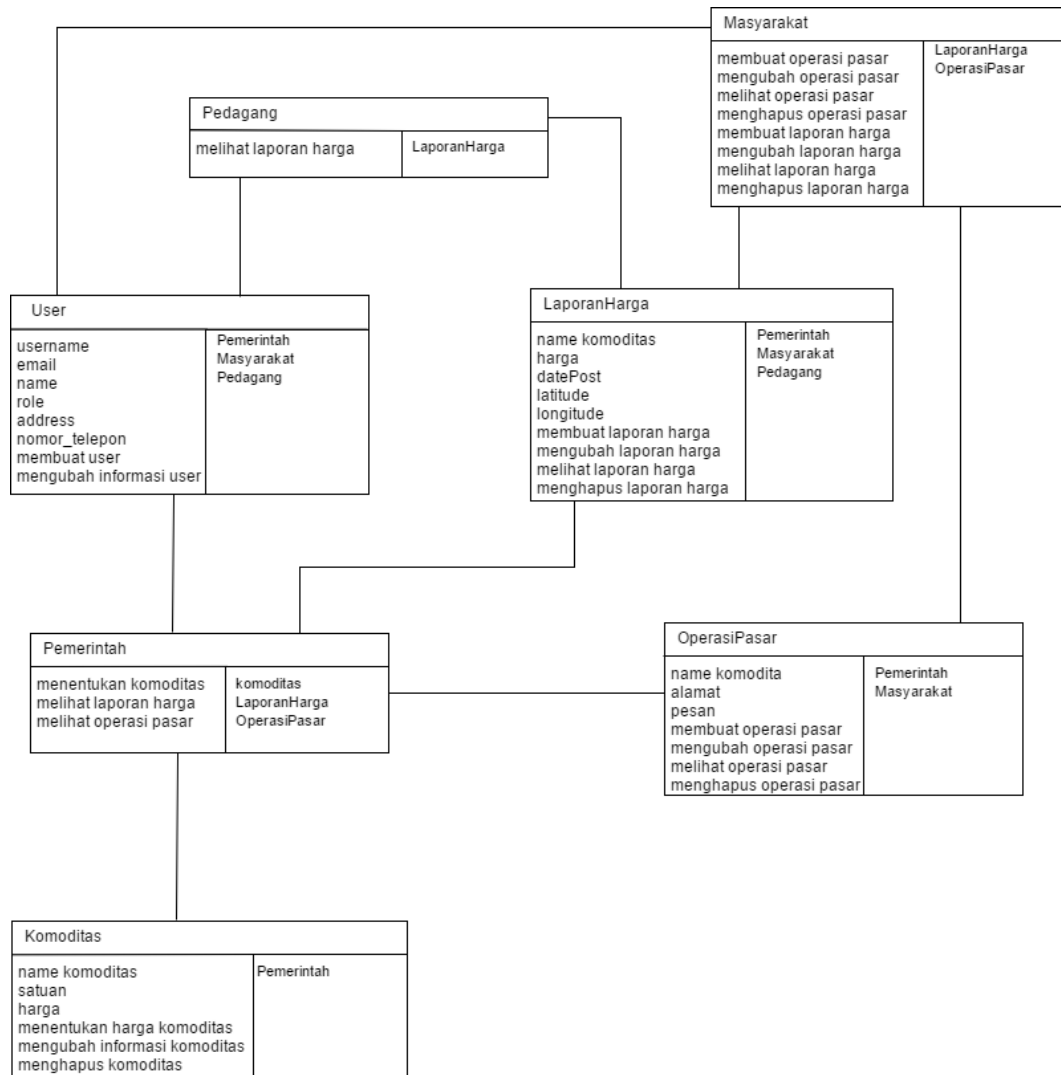 Masyarakat
membuat operasi pasar
mengubah operasi pasar
melihat operasi pasar
menghapus operasi pasar
membuat laporan harga
mengubah laporan harga
melihat laporan harga
menghapus laporan harga
LaporanHarga
OperasiPasar
Pedagang
melihat laporan harga
LaporanHarga
User
username
email
name
role
address
nomor_telepon
membuat user
mengubah informasi user
Pemerintah
Masyarakat
Pedagang
LaporanHarga
name komoditas
harga
datePost
latitude
longitude
membuat laporan harga
mengubah laporan harga
melihat laporan harga
menghapus laporan harga
Pemerintah
Masyarakat
Pedagang
Pemerintah
menentukan komoditas
melihat laporan harga
melihat operasi pasar
komoditas
LaporanHarga
OperasiPasar
OperasiPasar
name komodita
alamat
pesan
membuat operasi pasar
mengubah operasi pasar
melihat operasi pasar
menghapus operasi pasar
Pemerintah
Masyarakat
Komoditas
name komoditas
satuan
harga
menentukan harga komoditas
mengubah informasi komoditas
menghapus komoditas
Pemerintah